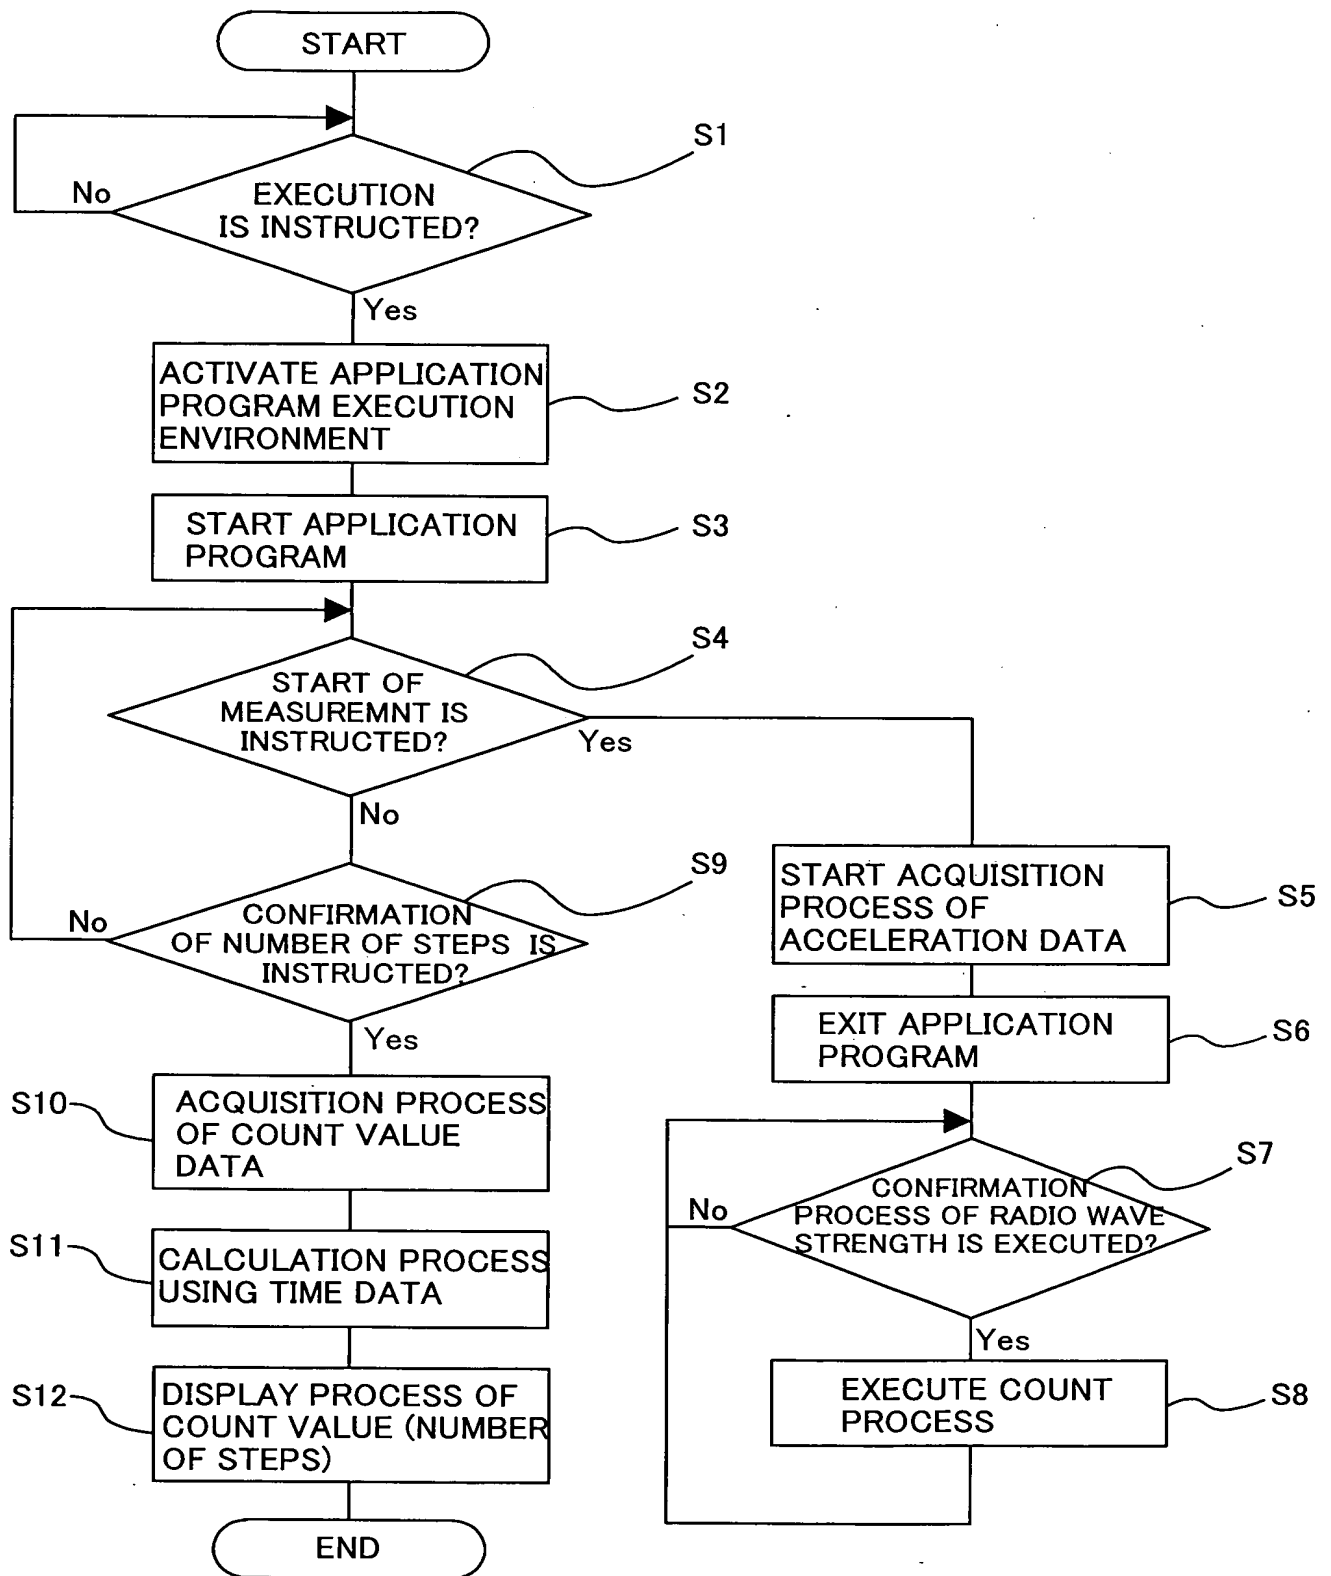 START
S1
No
EXECUTION
IS INSTRUCTED?
Yes
ACTIVATE APPLICATION
PROGRAM EXECUTION
ENVIRONMENT
S2
START APPLICATION
PROGRAM
S3
S4
START OF
MEASUREMNT IS
INSTRUCTED?
Yes
No
S9
No
CONFIRMATION
OF NUMBER OF STEPS IS
INSTRUCTED?
Yes
START ACQUISITION
PROCESS OF
ACCELERATION DATA
S5
EXIT APPLICATION
PROGRAM
S6
S10
ACQUISITION PROCESS
OF COUNT VALUE
DATA
S7
No
CONFIRMATION
PROCESS OF RADIO WAVE
STRENGTH IS EXECUTED?
Yes
S11
CALCULATION PROCESS
USING TIME DATA
S12
DISPLAY PROCESS OF
COUNT VALUE (NUMBER
OF STEPS)
EXECUTE COUNT
PROCESS
S8
END